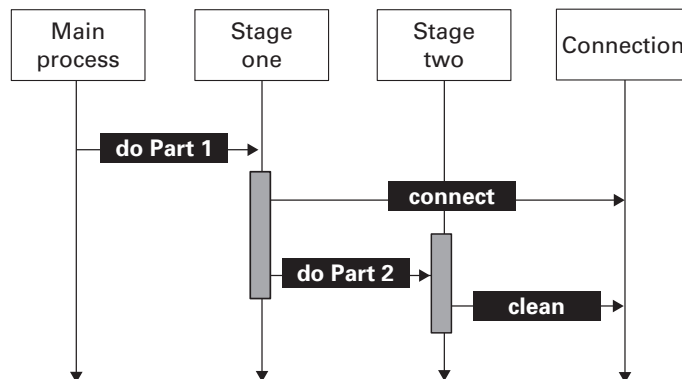 Main
process
Stage
one
Stage
two
Connection
do Part 1
connect
do Part 2
clean